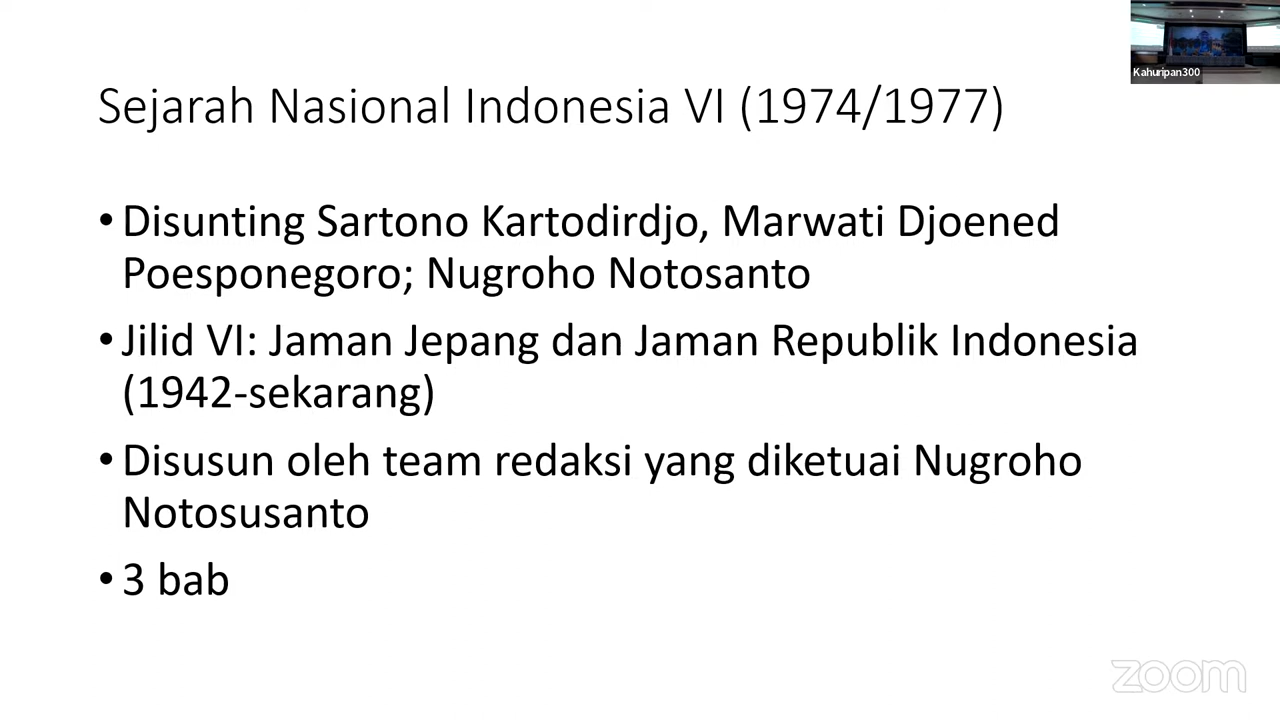 Kahuripan300
Sejarah Nasional Indonesia VI (1974/1977)
• Disunting Sartono Kartodirdjo, Marwati Djoened
Poesponegoro; Nugroho Notosanto
• Jilid VI: Jaman Jepang dan Jaman Republik Indonesia
(1942-sekarang)
• Disusun oleh team redaksi yang diketuai Nugroho
Notosusanto
• 3 bab
zoom